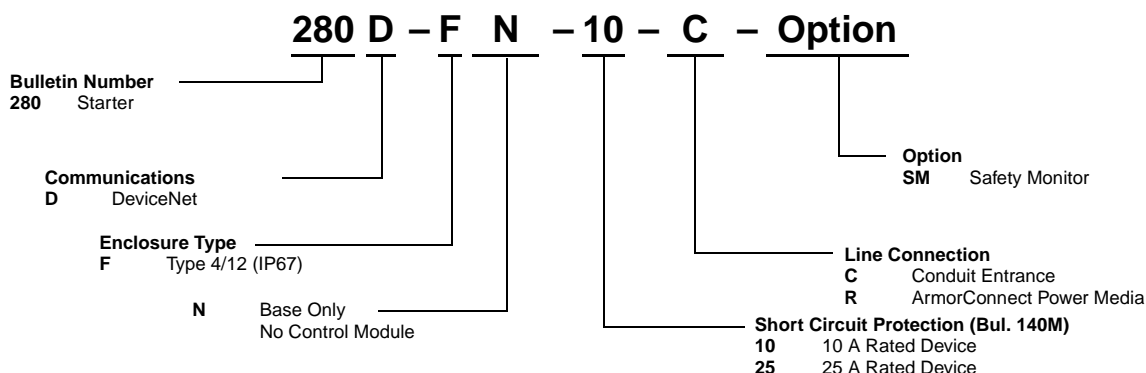 280 D – F N – 10 – C – Option
Bulletin Number
280 Starter
Communications
D DeviceNet
Enclosure Type
F Type 4/12 (IP67)
N Base Only
No Control Module
Option
SM Safety Monitor
Line Connection
C Conduit Entrance
R ArmorConnect Power Media
Short Circuit Protection (Bul. 140M)
10 10 A Rated Device
25 25 A Rated Device